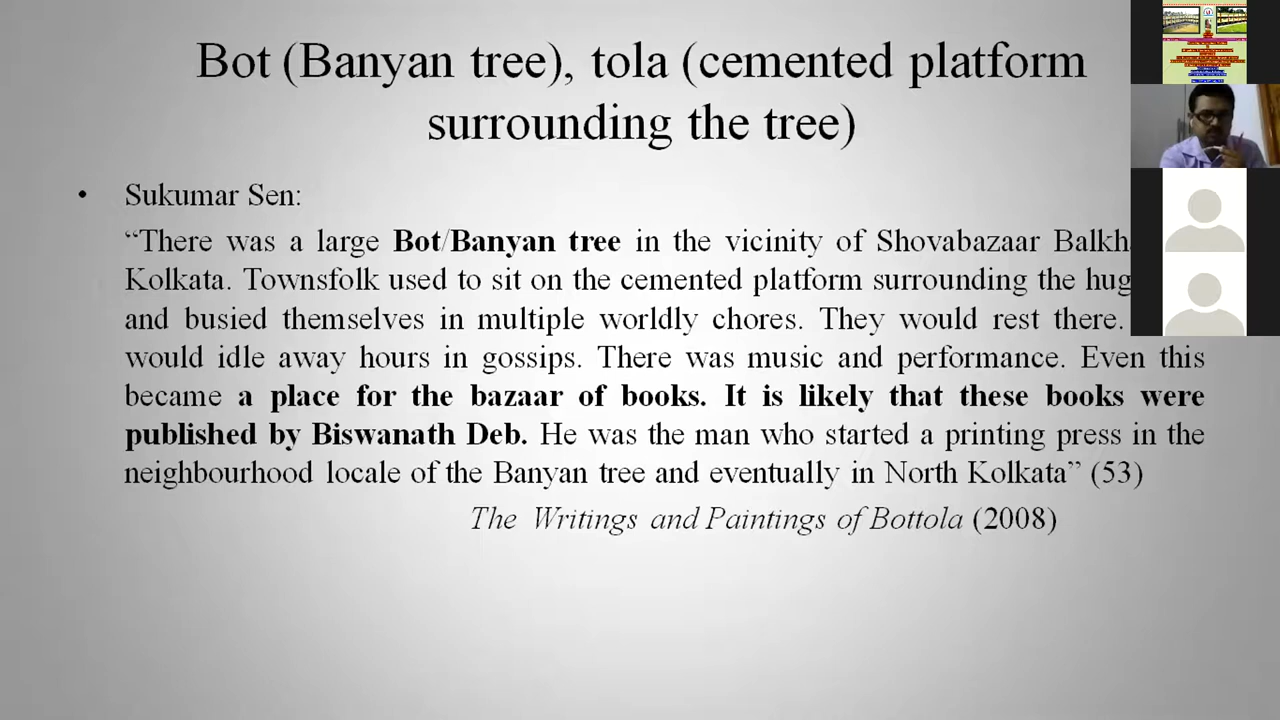 Bot (Banyan tree), tola (cemented platform
surrounding the tree)
• Sukumar Sen:
“There was a large Bot/Banyan tree in the vicinity of Shovabazaar
Kolkata. Townsfolk used to sit on the cemented platform surrounding the
and busied themselves in multiple worldly chores. They would rest there.
would idle away hours in gossips. There was music and performance. Even this
became a place for the bazaar of books. It is likely that these books were
published by Biswanath Deb. He was the man who started a printing press in the
neighbourhood locale of the Banyan tree and eventually in North Kolkata” (53)
The Writings and Paintings of Bottola (2008)